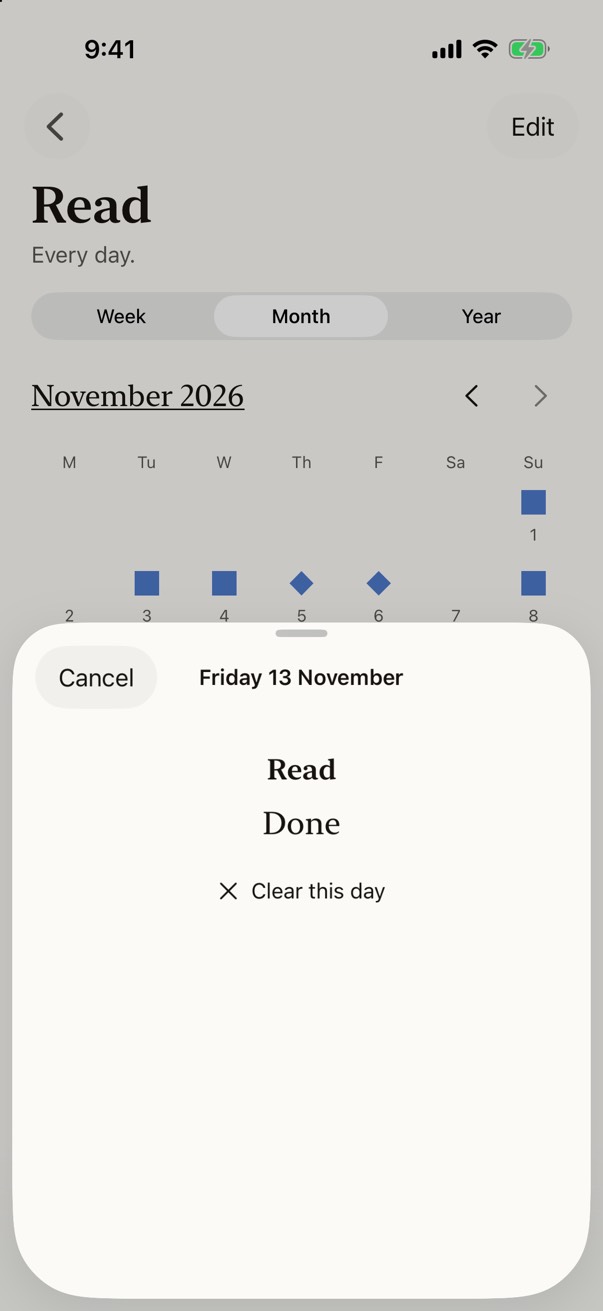 9:41
Edit
Read
Every day.
Week Month Year
November 2026
M Tu W Th F Sa Su
1
2 3 4 5 6 7 8
Cancel Friday 13 November
Read
Done
Clear this day